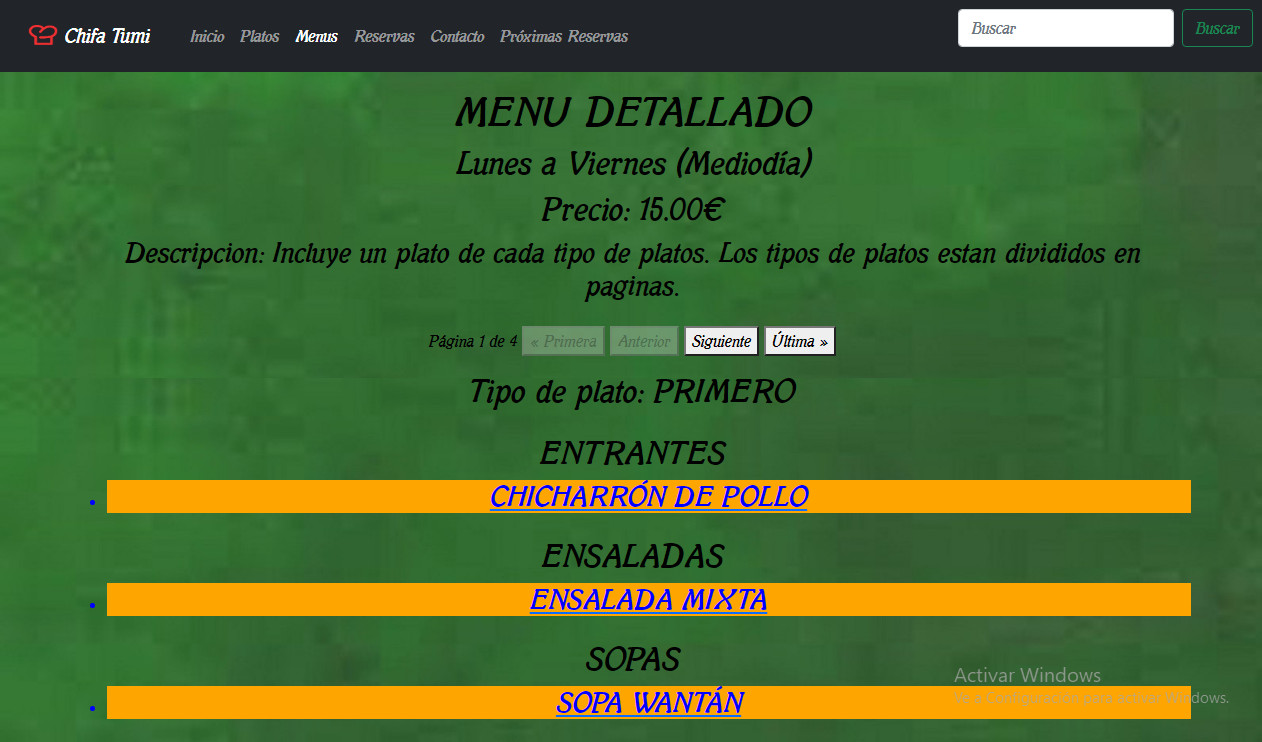 Chifa Tumi Inicio Platos Menus Reservas Contacto Próximas Reservas Buscar Buscar
MENU DETALLADO
Lunes a Viernes (Mediodía)
Precio: 15.00€
Descripcion: Incluye un plato de cada tipo de platos. Los tipos de platos estan divididos en
paginas.
Página 1 de 4 « Primera Anterior Siguiente Última »
Tipo de plato: PRIMERO
ENTRANTES
CHICHARRÓN DE POLLO
ENSALADAS
ENSALADA MIXTA
SOPAS
Activar Windows
Ve a Configuración para activar Windows.
SOPA WANTÁN